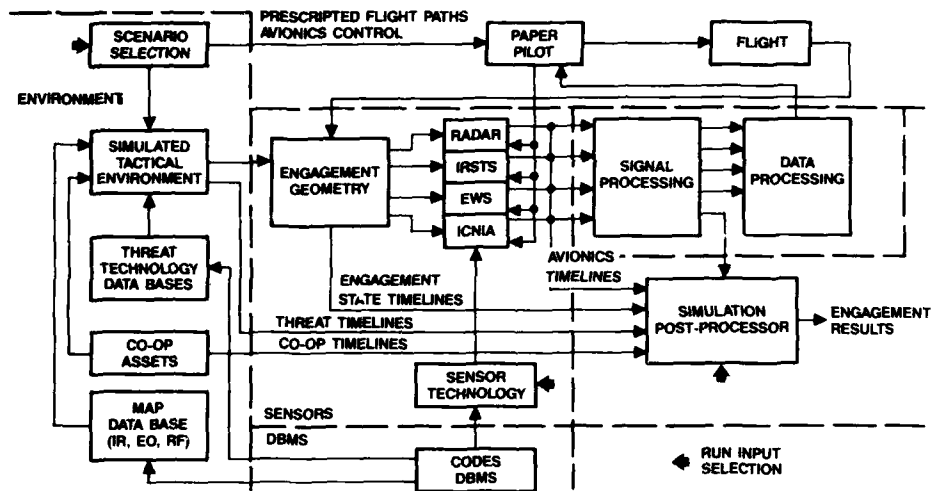 PRESCRIPTED FLIGHT PATHS
AVIONICS CONTROL
SCENARIO
SELECTION
PAPER
PILOT
FLIGHT
ENVIRONMENT
SIMULATED
TACTICAL
ENVIRONMENT
ENGAGEMENT
GEOMETRY
RADAR
IRSTS
EWS
ICNIA
SIGNAL
PROCESSING
DATA
PROCESSING
THREAT
TECHNOLOGY
DATA BASES
ENGAGEMENT
STATE TIMELINES
AVIONICS
TIMELINES
SIMULATION
POST-PROCESSOR
ENGAGEMENT
RESULTS
THREAT TIMELINES
CO-OP TIMELINES
CO-OP
ASSETS
SENSOR
TECHNOLOGY
MAP
DATA BASE
(IR, EO, RF)
SENSORS
DBMS
CODES
DBMS
RUN INPUT
SELECTION